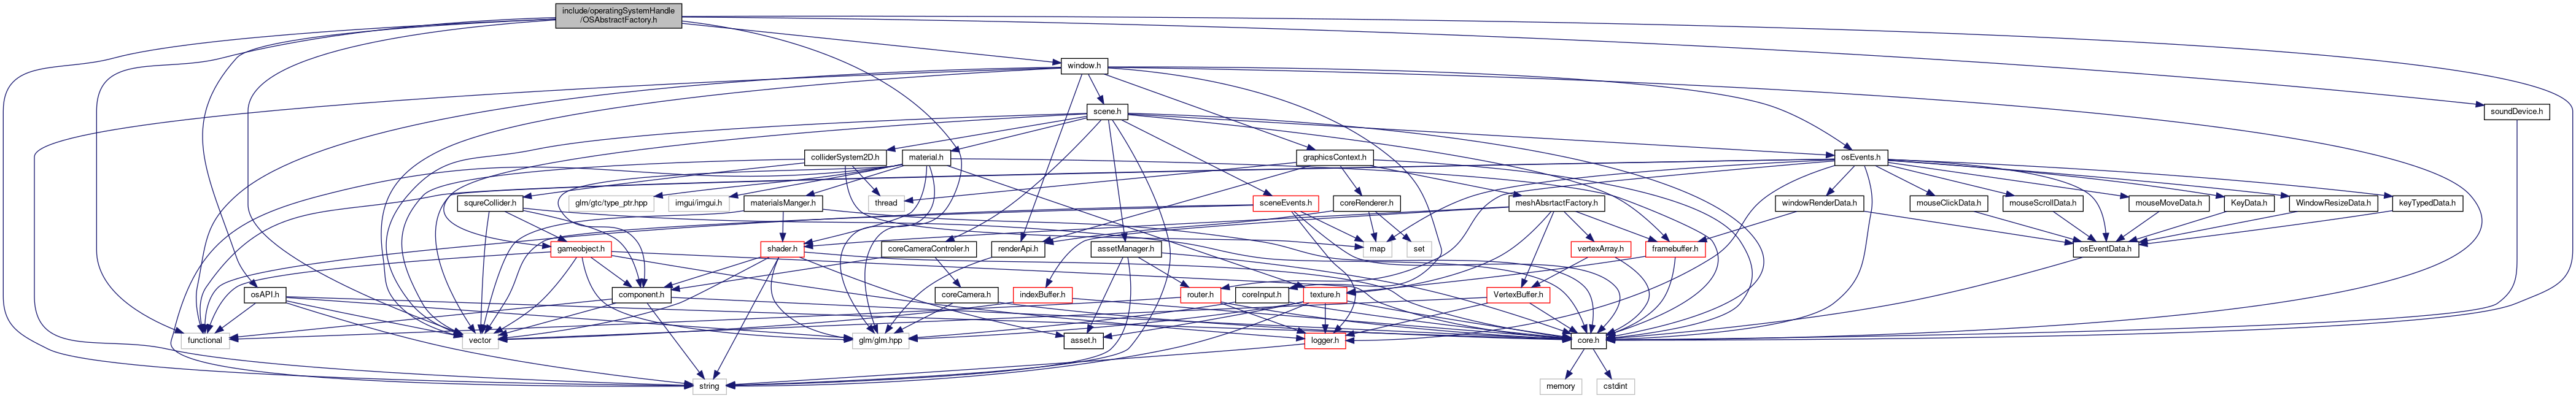 include/operatingSystemHandle
/OSAbstractFactory.h
window.h
scene.h
soundDevice.h
colliderSystem2D.h
material.h
graphicsContext.h
osEvents.h
squreCollider.h
glm/gtc/type_ptr.hpp
imgui/imgui.h
materialsManger.h
thread
sceneEvents.h
coreRenderer.h
meshAbsrtactFactory.h
windowRenderData.h
mouseClickData.h
mouseScrollData.h
mouseMoveData.h
KeyData.h
WindowResizeData.h
keyTypedData.h
gameobject.h
shader.h
coreCameraControler.h
renderApi.h
assetManager.h
map
set
vertexArray.h
framebuffer.h
osEventData.h
osAPI.h
component.h
coreCamera.h
indexBuffer.h
router.h
coreInput.h
texture.h
VertexBuffer.h
functional
vector
glm/glm.hpp
asset.h
logger.h
core.h
string
memory
cstdint